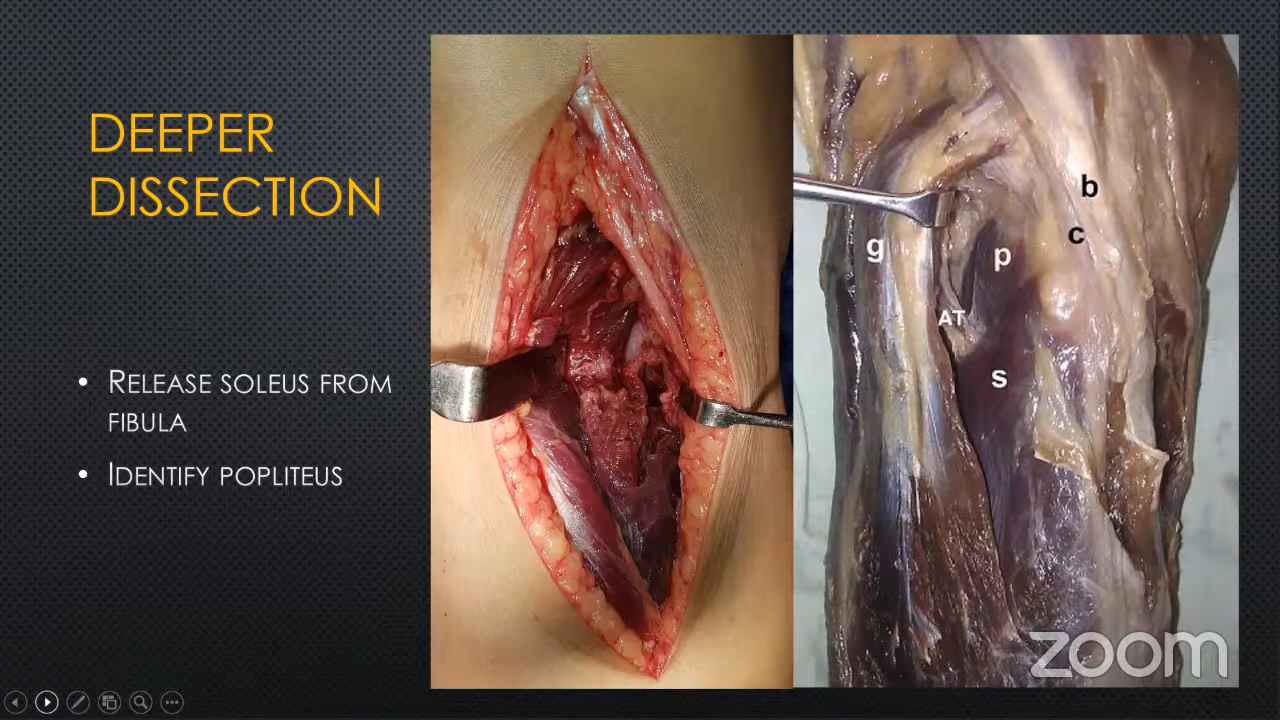 DEEPER
DISSECTION
• RELEASE SOLEUS FROM
FIBULA
• IDENTIFY POPLITEUS
b
c
g
p
AT
s
zoom